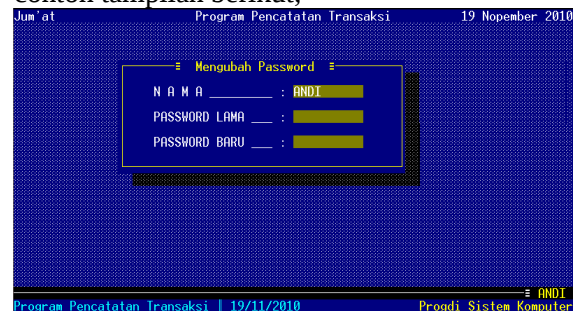 contoh tampilan berikut,
Jum'at Program Pencatatan Transaksi 19 Nopember 2010
≡ Mengubah Password ≡
N A M A _________ : ANDI
PASSWORD LAMA ___ :
PASSWORD BARU ___ :
≡ ANDI
Program Pencatatan Transaksi ‖ 19/11/2010 Progdi Sistem Komputer